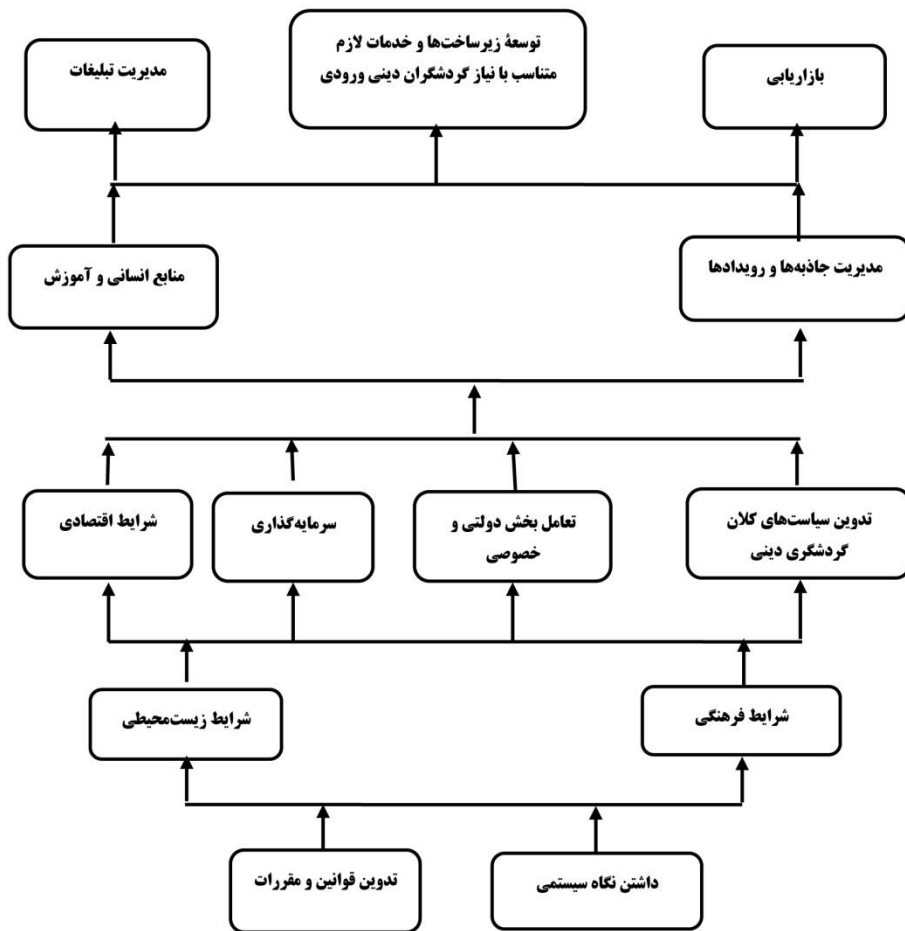 توسعهٔ زیرساخت‌ها و خدمات لازم
متناسب با نیاز گردشگران دینی ورودی
بازاریابی
مدیریت تبلیغات
مدیریت جاذبه‌ها و رویدادها
منابع انسانی و آموزش
تدوین سیاست‌های کلان
گردشگری دینی
تعامل بخش دولتی و
خصوصی
سرمایه‌گذاری
شرایط اقتصادی
شرایط فرهنگی
شرایط زیست‌محیطی
داشتن نگاه سیستمی
تدوین قوانین و مقررات